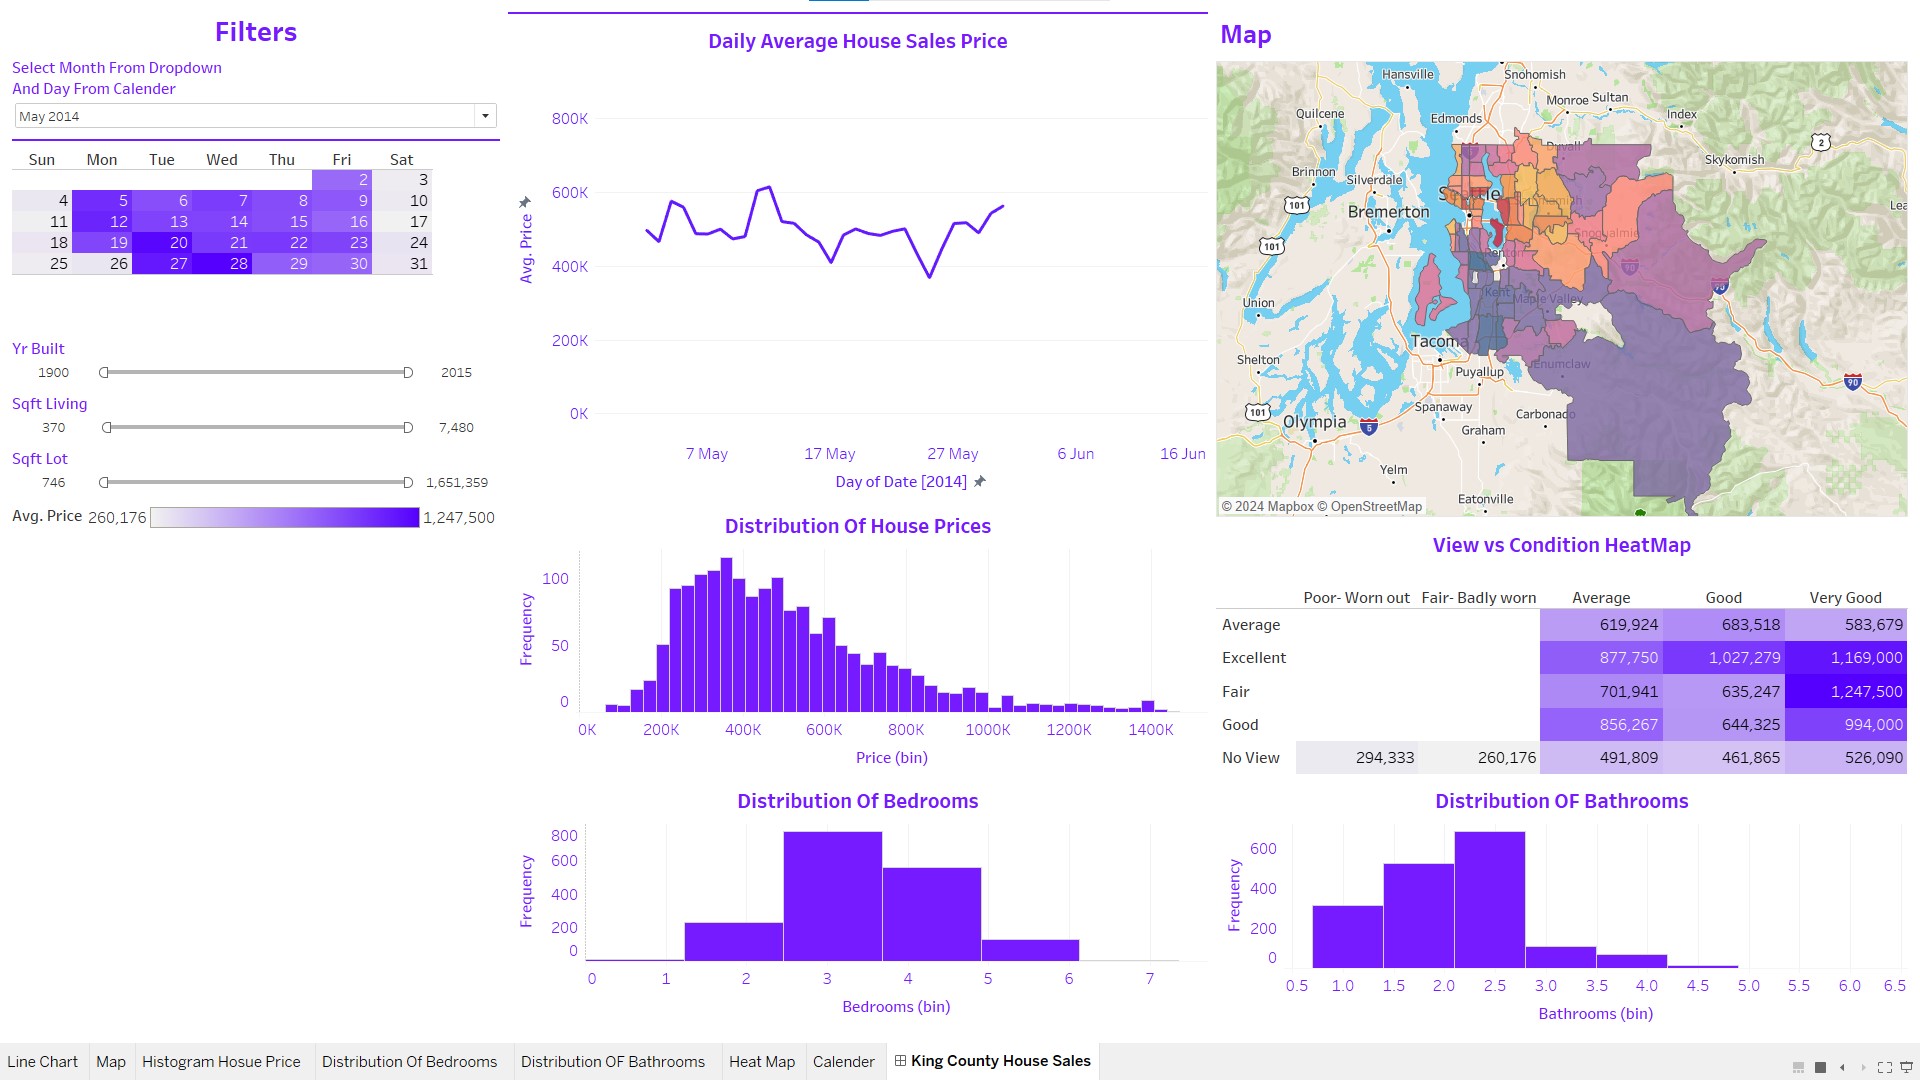 Filters
Select Month From Dropdown
And Day From Calender
May 2014
Sun Mon Tue Wed Thu Fri Sat
2 3
4 5 6 7 8 9 10
11 12 13 14 15 16 17
18 19 20 21 22 23 24
25 26 27 28 29 30 31
Yr Built
1900 2015
Sqft Living
370 7,480
Sqft Lot
746 1,651,359
Avg. Price 260,176 1,247,500
Daily Average House Sales Price
Avg. Price
800K
600K
400K
200K
0K
7 May 17 May 27 May 6 Jun 16 Jun
Day of Date [2014]
Distribution Of House Prices
Frequency
100
50
0
0K 200K 400K 600K 800K 1000K 1200K 1400K
Price (bin)
Distribution Of Bedrooms
Frequency
800
600
400
200
0
0 1 2 3 4 5 6 7
Bedrooms (bin)
Map
Hansville Snohomish
Monroe Sultan
Quilcene Edmonds Index
2
Duvall
Skykomish
Brinnon Silverdale
101 Bremerton
Lea
Snoqualmie
101
Renton
90
Union Kent Maple Valley
Tacoma
Shelton Enumclaw
Puyallup
90
101 Spanaway Carbonado
Olympia 5 Graham
Yelm
Eatonville
© 2024 Mapbox © OpenStreetMap
View vs Condition HeatMap
Poor- Worn out Fair- Badly worn Average Good Very Good
Average 619,924 683,518 583,679
Excellent 877,750 1,027,279 1,169,000
Fair 701,941 635,247 1,247,500
Good 856,267 644,325 994,000
No View 294,333 260,176 491,809 461,865 526,090
Distribution OF Bathrooms
Frequency
600
400
200
0
0.5 1.0 1.5 2.0 2.5 3.0 3.5 4.0 4.5 5.0 5.5 6.0 6.5
Bathrooms (bin)
Line Chart Map Histogram Hosue Price Distribution Of Bedrooms Distribution OF Bathrooms Heat Map Calender King County House Sales